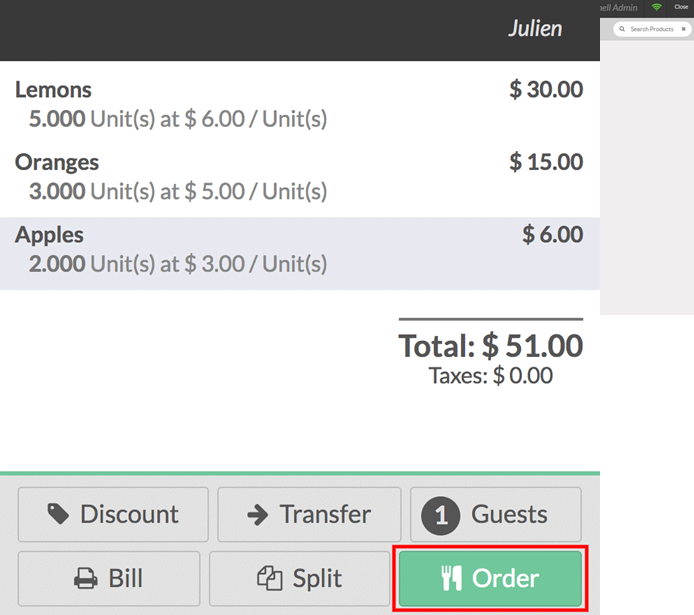 Julien
nell Admin
Close
Search Products
Lemons $ 30.00
5.000 Unit(s) at $ 6.00 / Unit(s)
Oranges $ 15.00
3.000 Unit(s) at $ 5.00 / Unit(s)
Apples $ 6.00
2.000 Unit(s) at $ 3.00 / Unit(s)
Total: $ 51.00
Taxes: $ 0.00
Discount Transfer 1 Guests
Bill Split Order